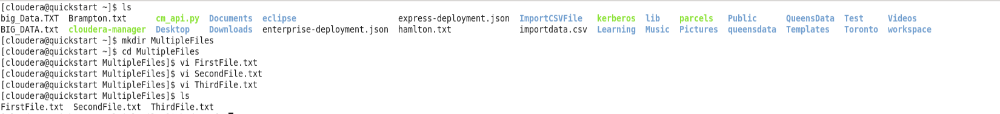 [cloudera@quickstart ~]$ ls
big_Data.TXT  Brampton.txt      cm_api.py  Documents  eclipse                     express-deployment.json  ImportCSVFile   kerberos  lib    parcels   Public      QueensData  Test     Videos
BIG_DATA.txt  cloudera-manager  Desktop    Downloads  enterprise-deployment.json  hamlton.txt              importdata.csv  Learning  Music  Pictures  queensdata  Templates   Toronto  workspace
[cloudera@quickstart ~]$ mkdir MultipleFiles
[cloudera@quickstart ~]$ cd MultipleFiles
[cloudera@quickstart MultipleFiles]$ vi FirstFile.txt
[cloudera@quickstart MultipleFiles]$ vi SecondFile.txt
[cloudera@quickstart MultipleFiles]$ vi ThirdFile.txt
[cloudera@quickstart MultipleFiles]$ ls
FirstFile.txt  SecondFile.txt  ThirdFile.txt